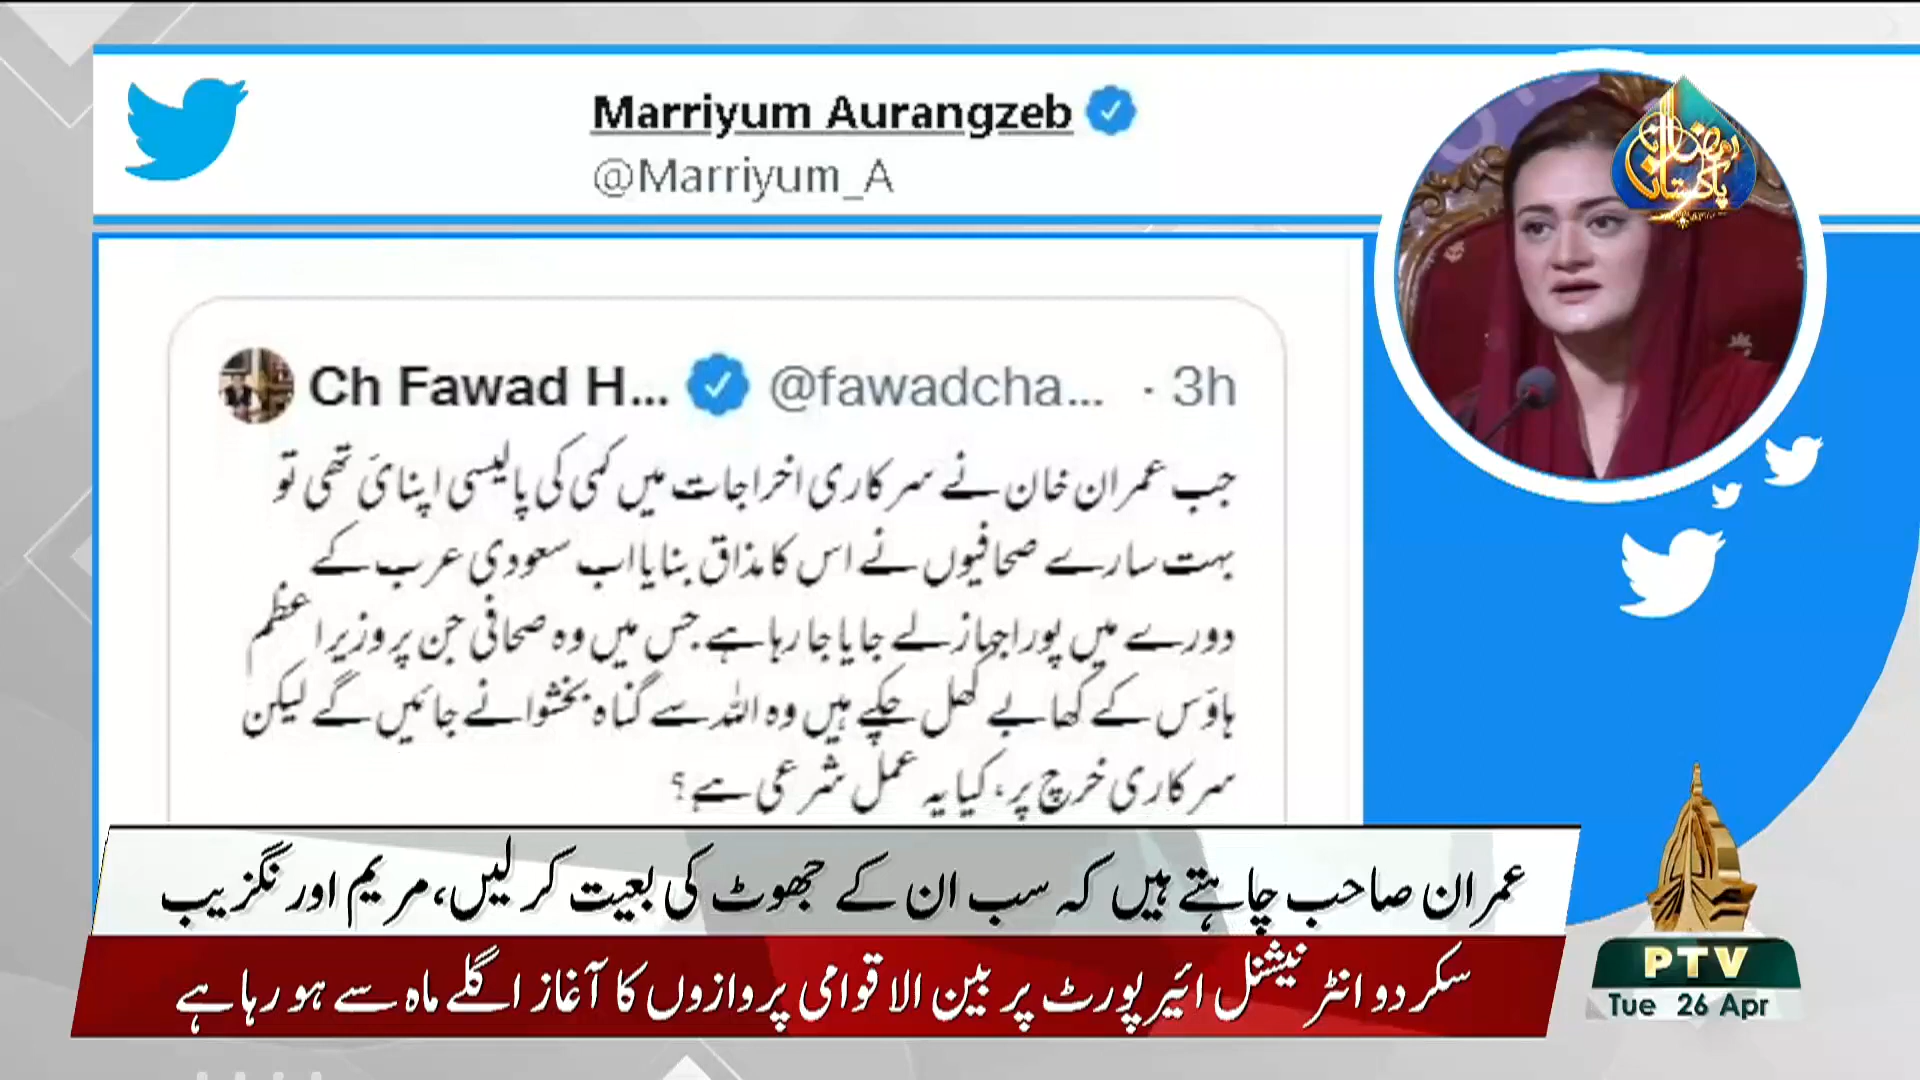 Marriyum Aurangzeb
@Marriyum_A
Ch Fawad H... @fawadcha... · 3h
جب عمران خان نے سرکاری اخراجات میں کمی کی پالیسی اپنائ تھی تو
بہت سارے صحافیوں نے اس کا مذاق بنایا اب سعودی عرب کے
دورے میں پورا جہاز لے جایا جا رہا ہے جس میں وہ صحافی جن پر وزیر اعظم
ہاؤس کے کھابے کھل چکے ہیں وہ اللہ سے گناہ بخشوانے جائیں گے لیکن
سرکاری خرچ پر، کیا یہ عمل شرعی ہے؟
عمران صاحب چاہتے ہیں کہ سب ان کے جھوٹ کی بعیت کر لیں، مریم اورنگزیب
سکردو انٹرنیشنل ائیرپورٹ پر بین الاقوامی پروازوں کا آغاز اگلے ماہ سے ہو رہا ہے
PTV
Tue 26 Apr